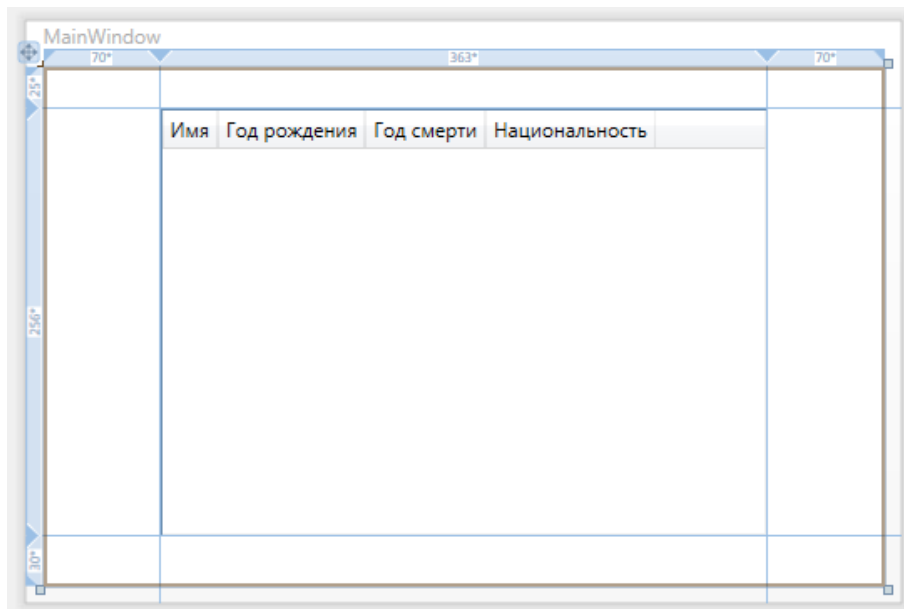 MainWindow
70* 363* 70*
25*
Имя Год рождения Год смерти Национальность
256*
30*